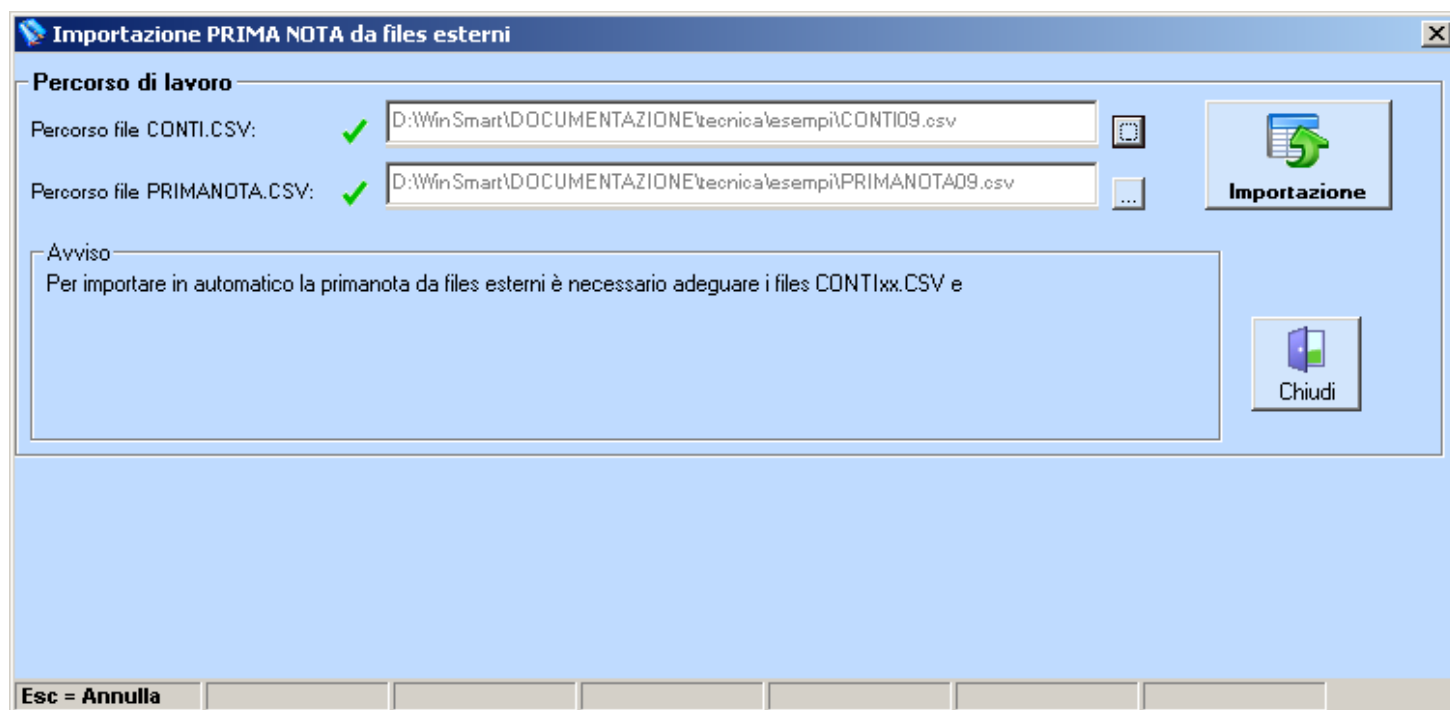 Importazione PRIMA NOTA da files esterni
Percorso di lavoro
Percorso file CONTI.CSV:
D:\WinSmart\DOCUMENTAZIONE\tecnica\esempi\CONTI09.csv
Percorso file PRIMANOTA.CSV:
D:\WinSmart\DOCUMENTAZIONE\tecnica\esempi\PRIMANOTA09.csv
...
Importazione
Avviso
Per importare in automatico la primanota da files esterni è necessario adeguare i files CONTIxx.CSV e
Chiudi
Esc = Annulla